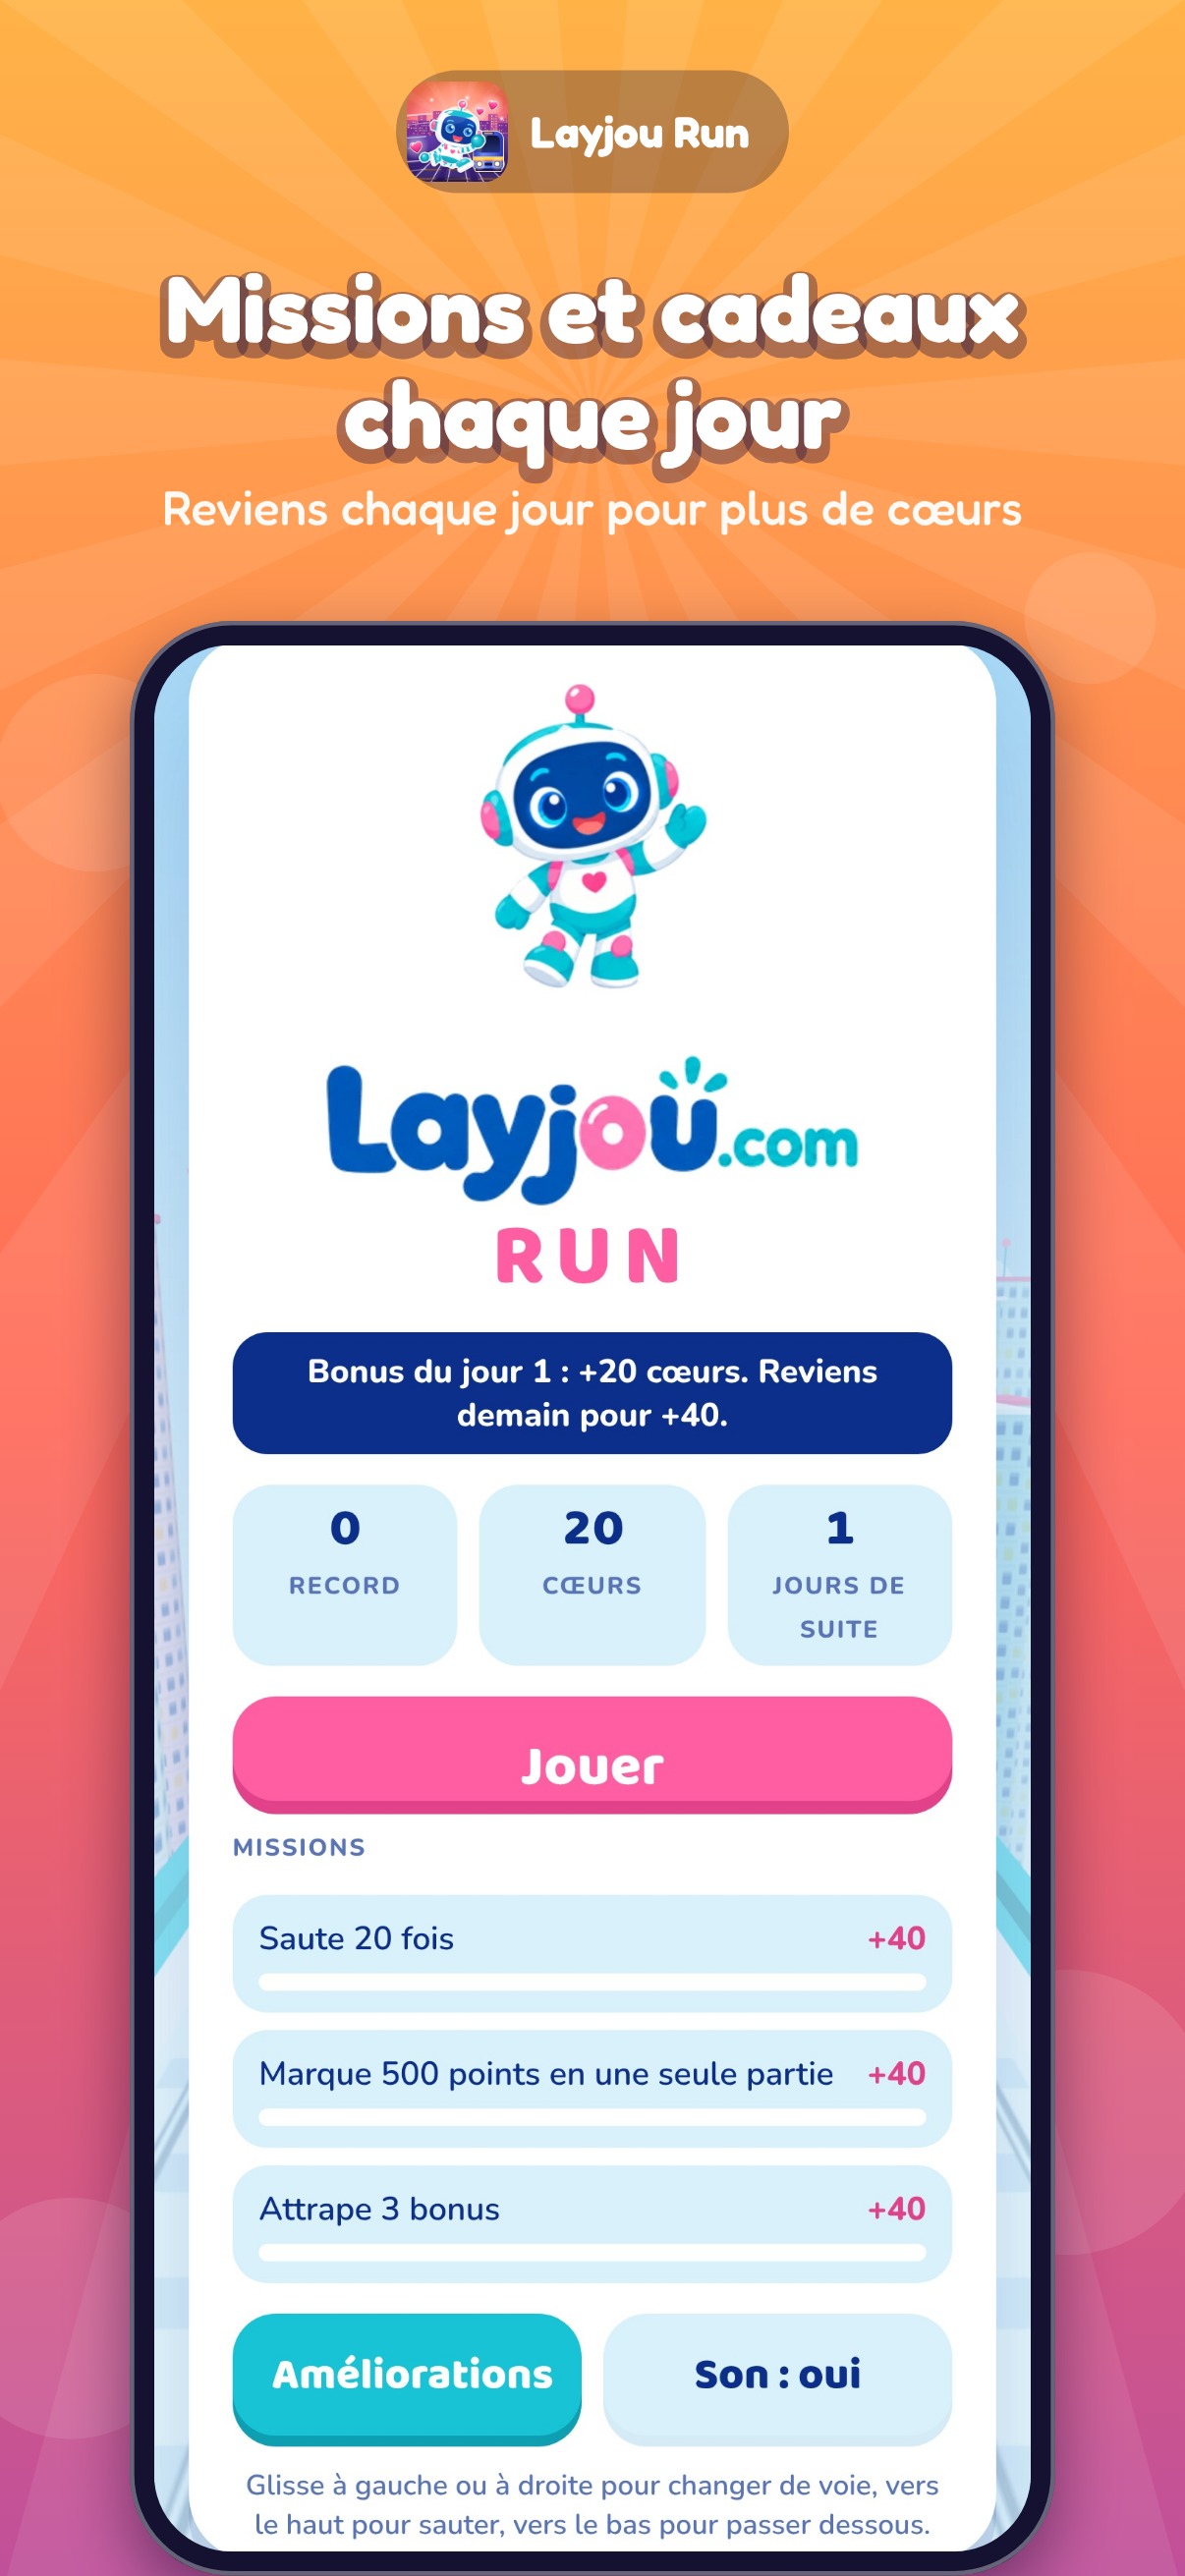 Layjou Run
Missions et cadeaux
chaque jour
Reviens chaque jour pour plus de cœurs
Layjou.com
RUN
Bonus du jour 1 : +20 cœurs. Reviens
demain pour +40.
0
RECORD
20
CŒURS
1
JOURS DE
SUITE
Jouer
MISSIONS
Saute 20 fois +40
Marque 500 points en une seule partie +40
Attrape 3 bonus +40
Améliorations
Son : oui
Glisse à gauche ou à droite pour changer de voie, vers
le haut pour sauter, vers le bas pour passer dessous.